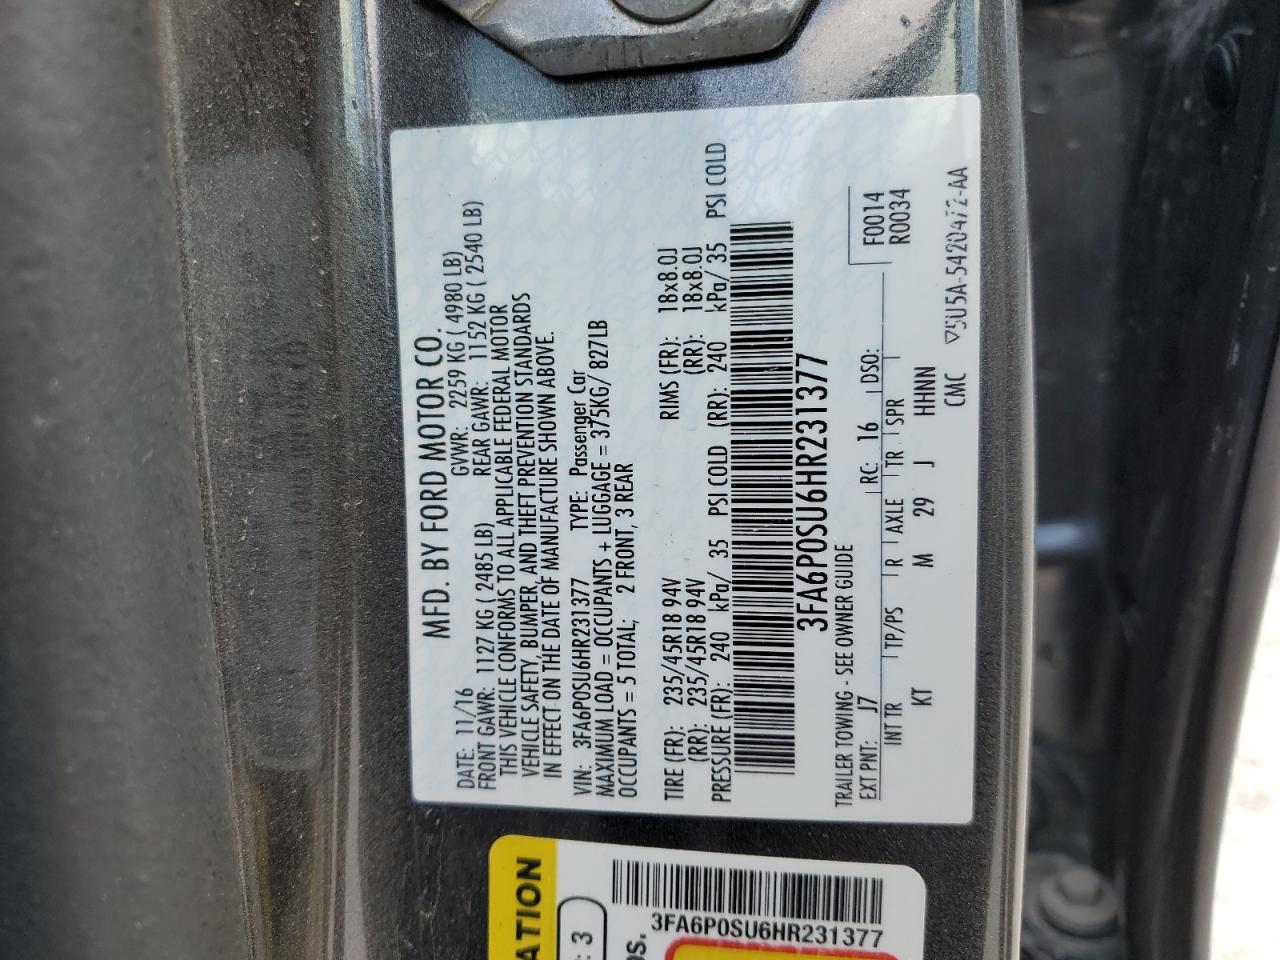 MFD. BY FORD MOTOR CO.
DATE: 11/16 GVWR: 2259 KG ( 4980 LB)
FRONT GAWR: 1127 KG ( 2485 LB) REAR GAWR: 1152 KG ( 2540 LB)
THIS VEHICLE CONFORMS TO ALL APPLICABLE FEDERAL MOTOR
VEHICLE SAFETY, BUMPER, AND THEFT PREVENTION STANDARDS
IN EFFECT ON THE DATE OF MANUFACTURE SHOWN ABOVE.
VIN: 3FA6P0SU6HR231377 TYPE: Passenger Car
MAXIMUM LOAD = OCCUPANTS + LUGGAGE = 375KG/ 827LB
OCCUPANTS = 5 TOTAL; 2 FRONT, 3 REAR
TIRE (FR): 235/45R18 94V RIMS (FR): 18x8.0J
(RR): 235/45R18 94V (RR): 18x8.0J
PRESSURE (FR): 240 kPa/ 35 PSI COLD (RR): 240 kPa/ 35 PSI COLD
3FA6P0SU6HR231377
TRAILER TOWING - SEE OWNER GUIDE
EXT PNT: J7 RC: 16 DSO: F0014
R0034
INT TR TP/PS R AXLE TR SPR
KT M 29 J HHNN
CMC 5U5A-5420472-AA
ATION
: 3
os.
3FA6P0SU6HR231377